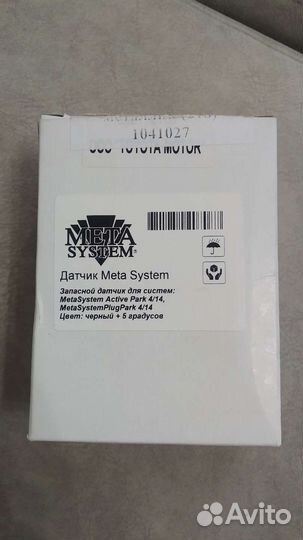 1041027
TOYOTA MOTOR
META
SYSTEM
Датчик Meta System
Запасной датчик для систем:
MetaSystem Active Park 4/14,
MetaSystemPlugPark 4/14
Цвет: черный + 5 градусов
Avito